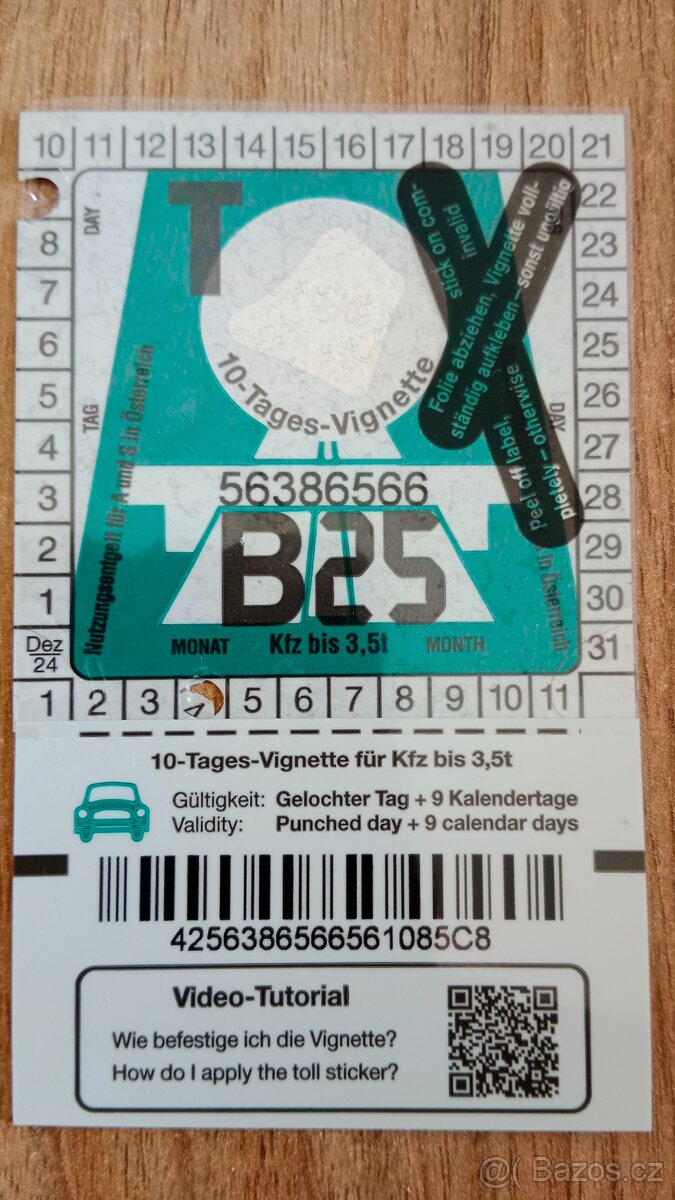 10 11 12 13 14 15 16 17 18 19 20 21
22
8 23
7 24
6 25
5 26
4 27
3 28
2 29
1 30
Dez
24
31
1 2 3 5 6 7 8 9 10 11
DAY
TAG
DAY
T
Nutzungsentgelt für A und S in Österreich
in Österreich
10-Tages-Vignette
stick on com-
invalid
Folie abziehen, Vignette voll-
ständig aufkleben – sonst ungültig
Peel off label,
pletely – otherwise
56386566
B25
MONAT Kfz bis 3,5t MONTH
10-Tages-Vignette für Kfz bis 3,5t
Gültigkeit: Gelochter Tag + 9 Kalendertage
Validity: Punched day + 9 calendar days
4256386566561085C8
Video-Tutorial
Wie befestige ich die Vignette?
How do I apply the toll sticker?
@( Bazos.cz